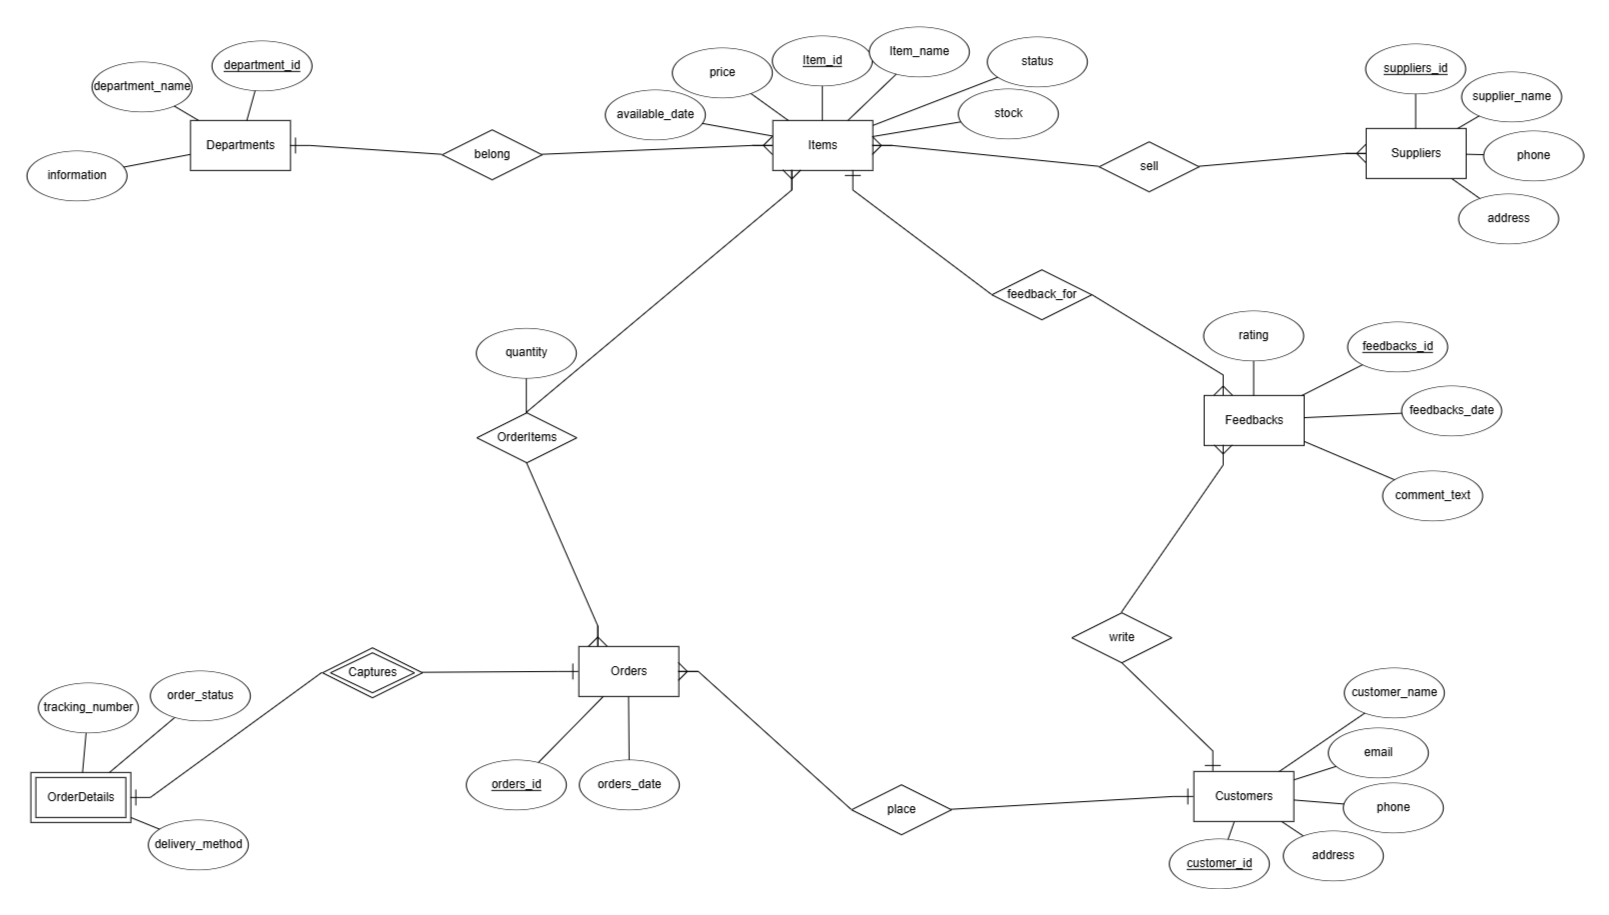 department_id
department_name
Departments
information
belong
price
Item_id
Item_name
status
available_date
stock
Items
sell
suppliers_id
supplier_name
Suppliers
phone
address
feedback_for
quantity
OrderItems
rating
feedbacks_id
feedbacks_date
Feedbacks
comment_text
write
Captures
Orders
tracking_number
order_status
OrderDetails
delivery_method
orders_id
orders_date
place
customer_name
email
Customers
phone
address
customer_id